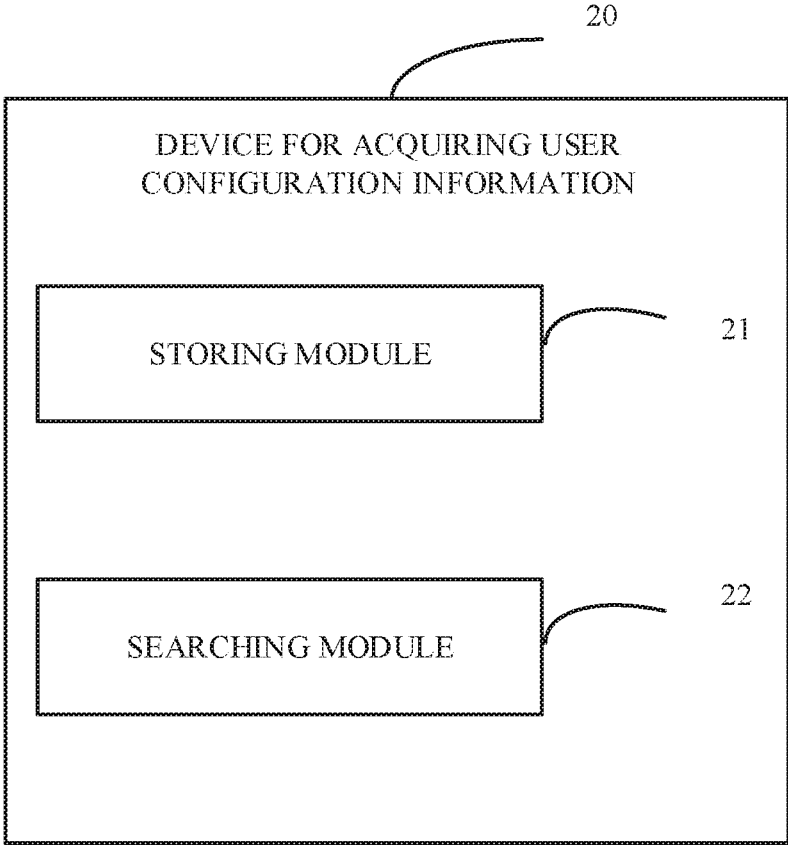 20
DEVICE FOR ACQUIRING USER
CONFIGURATION INFORMATION
STORING MODULE
21
SEARCHING MODULE
22